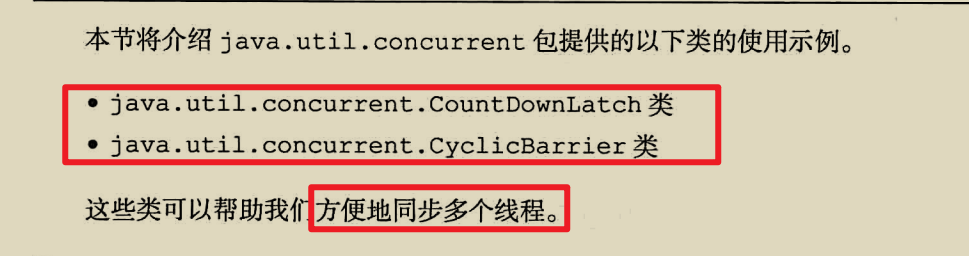 本节将介绍 java.util.concurrent 包提供的以下类的使用示例。
• java.util.concurrent.CountDownLatch 类
• java.util.concurrent.CyclicBarrier 类
这些类可以帮助我们方便地同步多个线程。